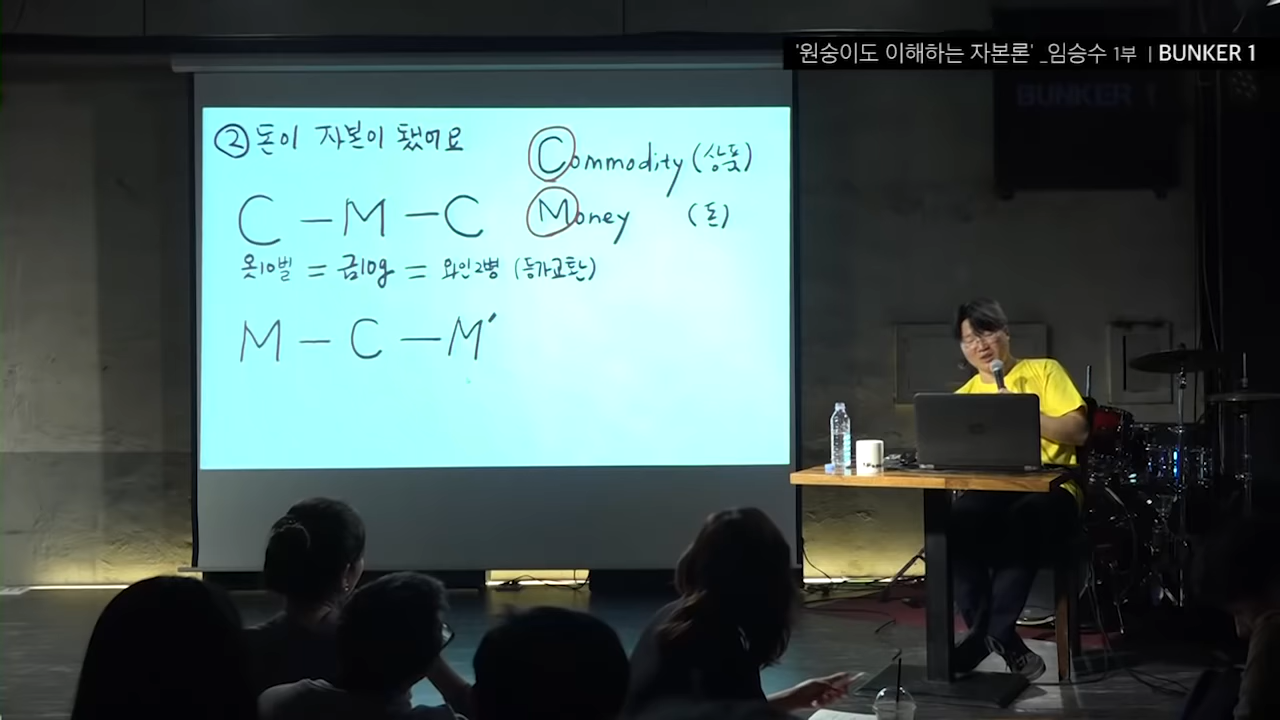 '원숭이도 이해하는 자본론' _임승수 1부 | BUNKER 1
BUNKER 1
② 돈이 자본이 됐어요
Commodity (상품)
Money (돈)
C - M - C
옷10벌 = 금10g = 와인2병 (등가교환)
M - C - M'